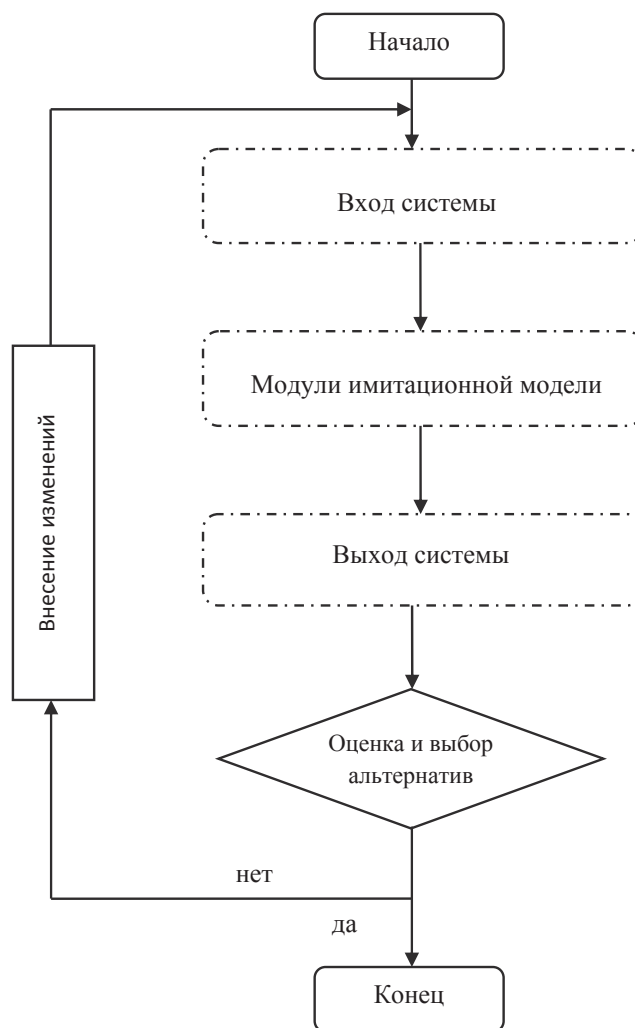 Начало
Вход системы
Модули имитационной модели
Внесение изменений
Выход системы
Оценка и выбор
альтернатив
нет
да
Конец